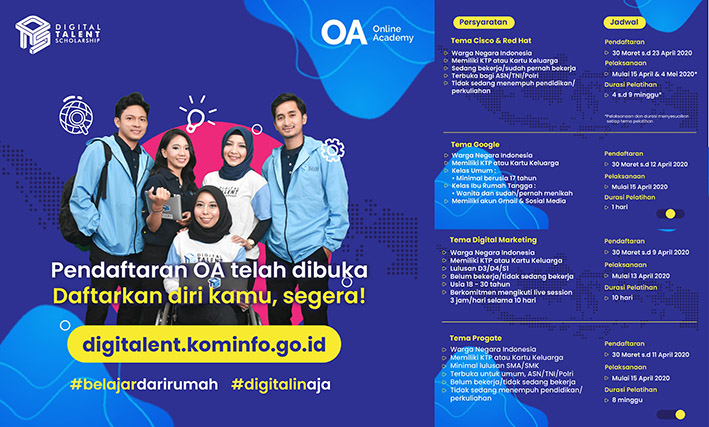 DIGITAL
TALENT
SCHOLARSHIP
OA Online
Academy
DIGITAL
TALENT
Pendaftaran OA telah dibuka
Daftarkan diri kamu, segera!
digitalent.kominfo.go.id
#belajardarirumah #digitalinaja
Persyaratan
Tema Cisco & Red Hat
Warga Negara Indonesia
Memiliki KTP atau Kartu Keluarga
Sedang bekerja/sudah pernah bekerja
Terbuka bagi ASN/TNI/Polri
Tidak sedang menempuh pendidikan/
perkuliahan
Jadwal
Pendaftaran
30 Maret s.d 23 April 2020
Pelaksanaan
Mulai 15 April & 4 Mei 2020*
Durasi Pelatihan
4 s.d 9 minggu*
*Pelaksanaan dan durasi menyesuaikan
setiap tema pelatihan
Tema Google
Warga Negara Indonesia
Memiliki KTP atau Kartu Keluarga
Kelas Umum :
• Minimal berusia 17 tahun
Kelas Ibu Rumah Tangga :
• Wanita dan sudah/pernah menikah
Memiliki akun Gmail & Sosial Media
Pendaftaran
30 Maret s.d 12 April 2020
Pelaksanaan
Mulai 15 April 2020
Durasi Pelatihan
1 hari
Tema Digital Marketing
Warga Negara Indonesia
Memiliki KTP atau Kartu Keluarga
Lulusan D3/D4/S1
Belum bekerja/tidak sedang bekerja
Usia 18 - 30 tahun
Berkomitmen mengikuti live session
3 jam/hari selama 10 hari
Pendaftaran
30 Maret s.d 9 April 2020
Pelaksanaan
Mulai 13 April 2020
Durasi Pelatihan
10 hari
Tema Progate
Warga Negara Indonesia
Memiliki KTP atau Kartu Keluarga
Minimal lulusan SMA/SMK
Terbuka untuk umum, ASN/TNI/Polri
Belum bekerja/tidak sedang bekerja
Tidak sedang menempuh pendidikan/
perkuliahan
Pendaftaran
30 Maret s.d 11 April 2020
Pelaksanaan
Mulai 15 April 2020
Durasi Pelatihan
8 minggu